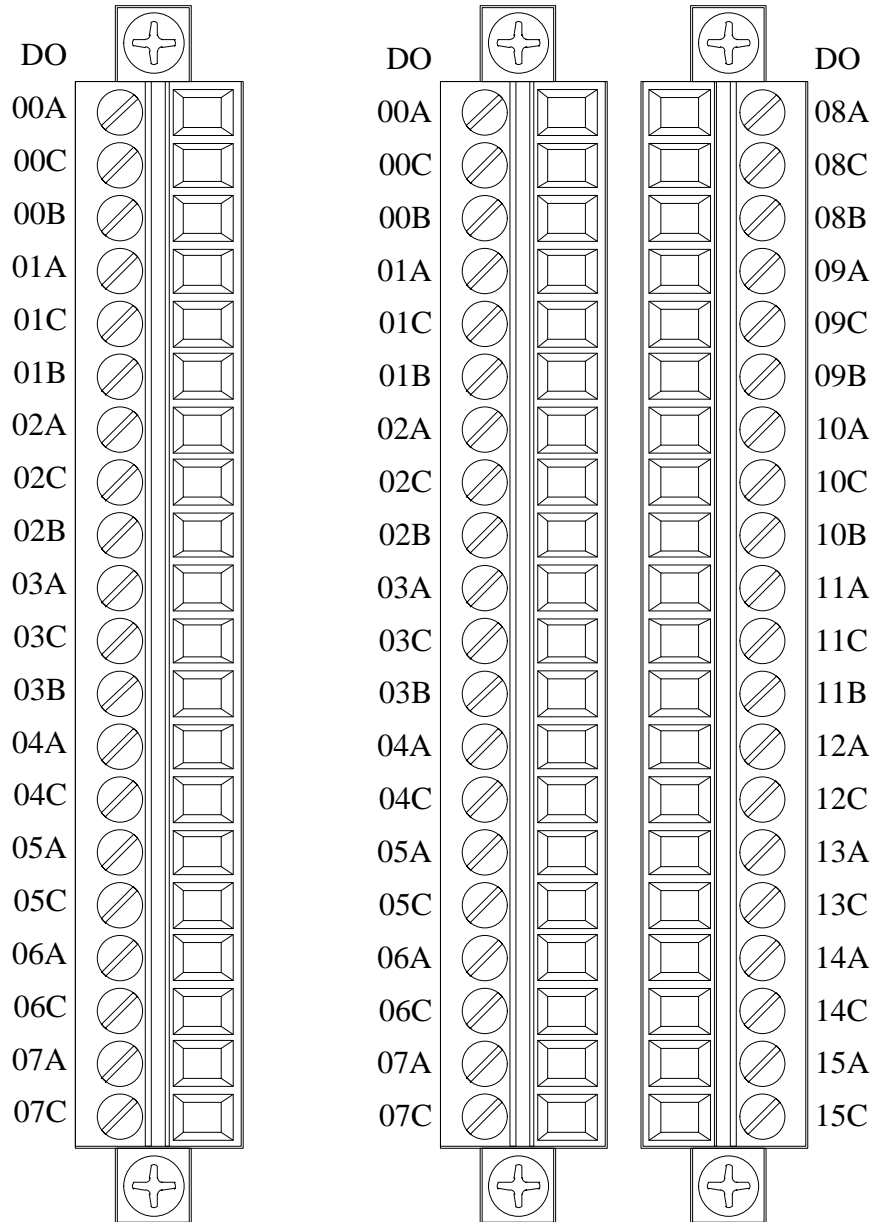 DO DO DO
00A 00A 08A
00C 00C 08C
00B 00B 08B
01A 01A 09A
01C 01C 09C
01B 01B 09B
02A 02A 10A
02C 02C 10C
02B 02B 10B
03A 03A 11A
03C 03C 11C
03B 03B 11B
04A 04A 12A
04C 04C 12C
05A 05A 13A
05C 05C 13C
06A 06A 14A
06C 06C 14C
07A 07A 15A
07C 07C 15C